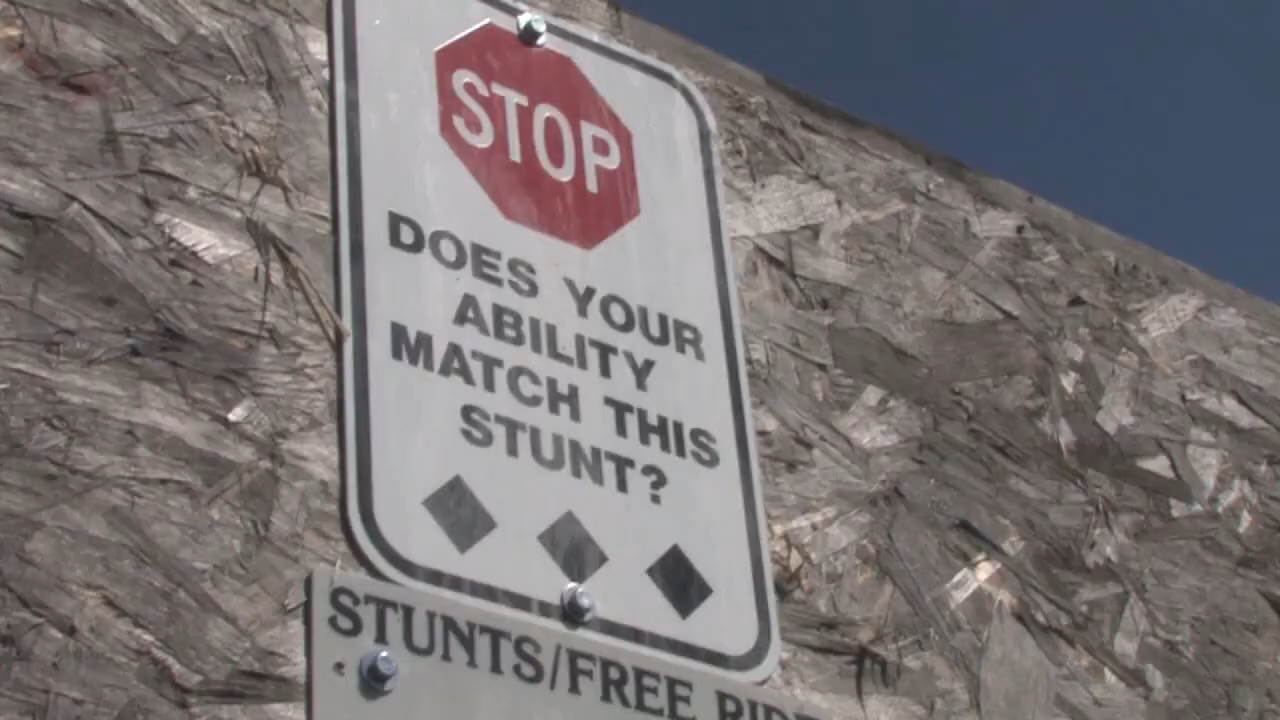 STOP
DOES YOUR
ABILITY
MATCH THIS
STUNT?
STUNTS/FREE